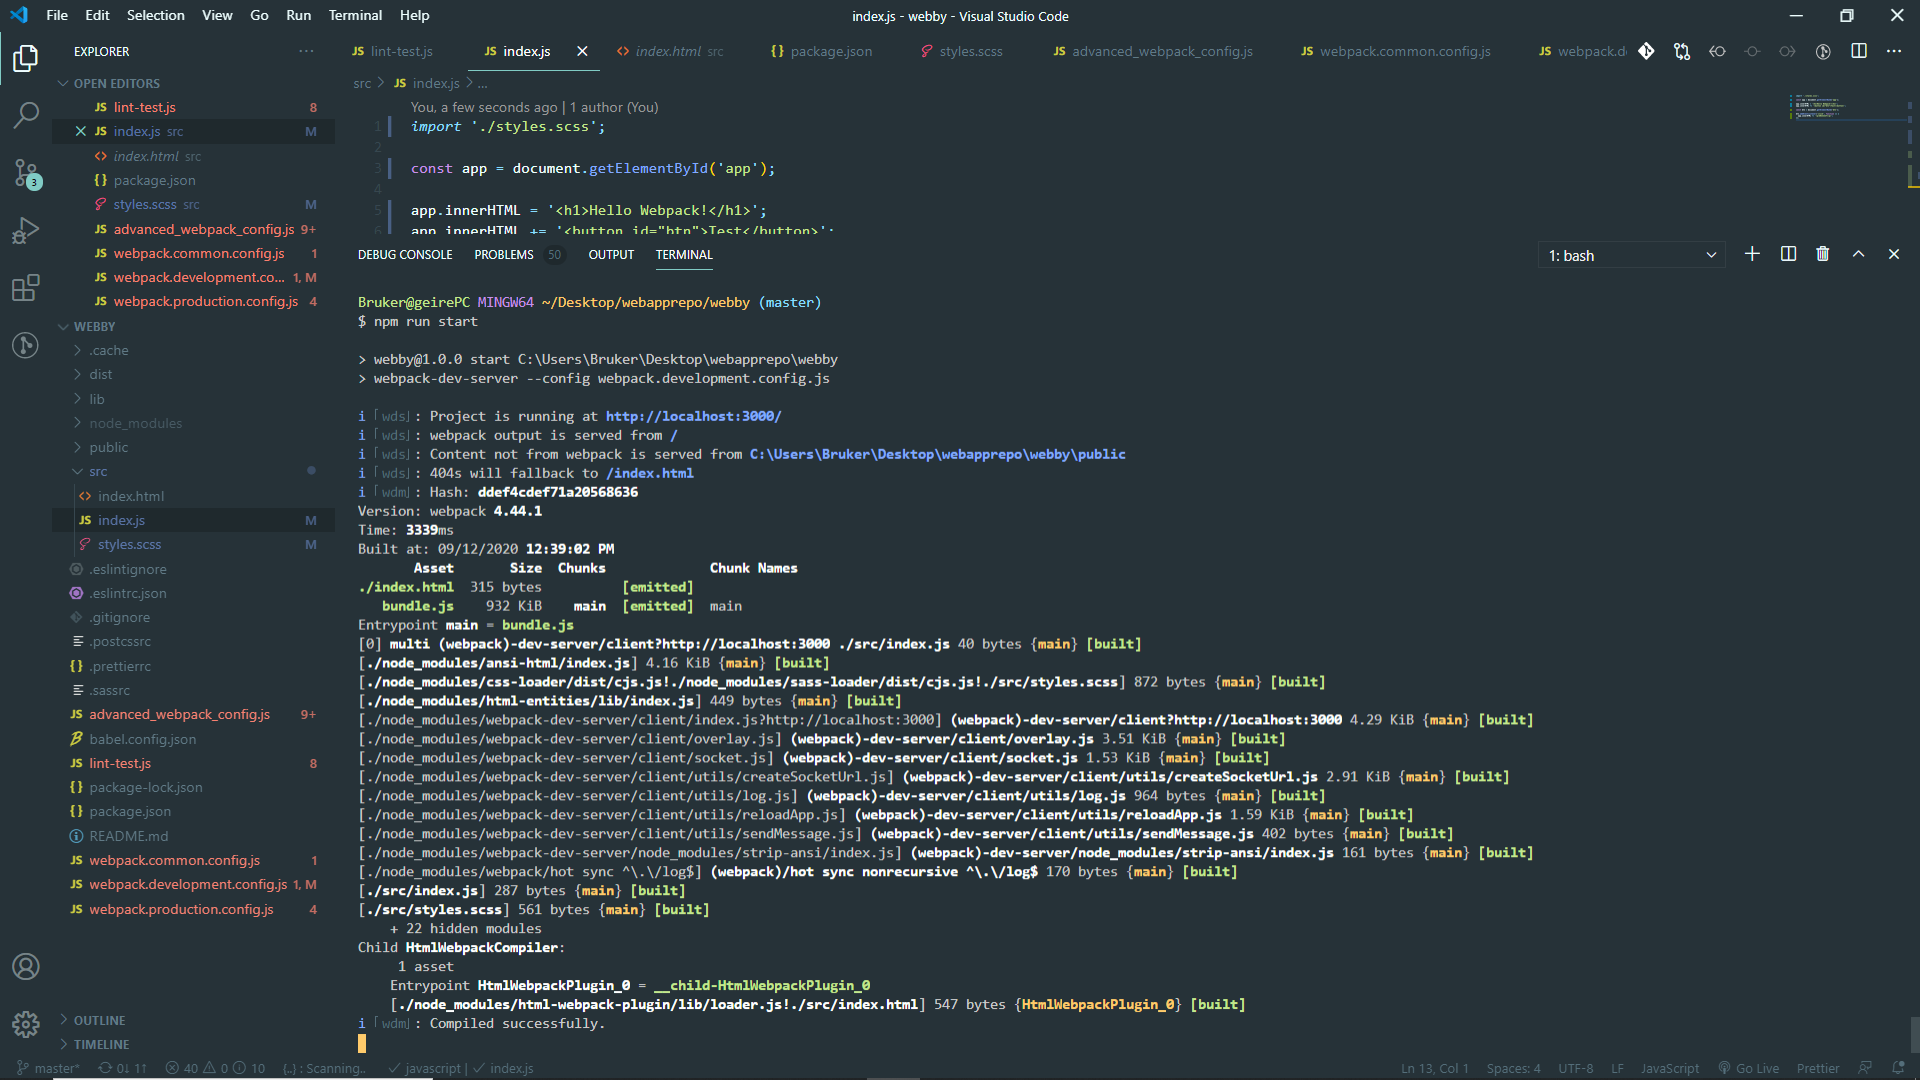 File Edit Selection View Go Run Terminal Help
index.js - webby - Visual Studio Code
EXPLORER
OPEN EDITORS
JS lint-test.js 8
JS index.js src M
<> index.html src
{} package.json
styles.scss src M
JS advanced_webpack_config.js 9+
JS webpack.common.config.js 1
JS webpack.development.co... 1, M
JS webpack.production.config.js 4
WEBBY
.cache
dist
lib
node_modules
public
src
<> index.html
JS index.js M
styles.scss M
.eslintignore
.eslintrc.json
.gitignore
.postcssrc
{} .prettierrc
.sassrc
JS advanced_webpack_config.js 9+
babel.config.json
JS lint-test.js 8
{} package-lock.json
{} package.json
README.md
JS webpack.common.config.js 1
JS webpack.development.config.js 1, M
JS webpack.production.config.js 4
OUTLINE
TIMELINE
3
JS lint-test.js JS index.js <> index.html src {} package.json styles.scss JS advanced_webpack_config.js JS webpack.common.config.js JS webpack.d
src > JS index.js > ...
You, a few seconds ago | 1 author (You)
1 import './styles.scss';
2
3 const app = document.getElementById('app');
4
5 app.innerHTML = '<h1>Hello Webpack!</h1>';
6 app.innerHTML += '<button id="btn">Test</button>';
DEBUG CONSOLE PROBLEMS 50 OUTPUT TERMINAL 1: bash
Bruker@geirePC MINGW64 ~/Desktop/webapprepo/webby (master)
$ npm run start
> webby@1.0.0 start C:\Users\Bruker\Desktop\webapprepo\webby
> webpack-dev-server --config webpack.development.config.js
i ｢wds｣: Project is running at http://localhost:3000/
i ｢wds｣: webpack output is served from /
i ｢wds｣: Content not from webpack is served from C:\Users\Bruker\Desktop\webapprepo\webby\public
i ｢wds｣: 404s will fallback to /index.html
i ｢wdm｣: Hash: ddef4cdef71a20568636
Version: webpack 4.44.1
Time: 3339ms
Built at: 09/12/2020 12:39:02 PM
Asset Size Chunks Chunk Names
./index.html 315 bytes [emitted]
bundle.js 932 KiB main [emitted] main
Entrypoint main = bundle.js
[0] multi (webpack)-dev-server/client?http://localhost:3000 ./src/index.js 40 bytes {main} [built]
[./node_modules/ansi-html/index.js] 4.16 KiB {main} [built]
[./node_modules/css-loader/dist/cjs.js!./node_modules/sass-loader/dist/cjs.js!./src/styles.scss] 872 bytes {main} [built]
[./node_modules/html-entities/lib/index.js] 449 bytes {main} [built]
[./node_modules/webpack-dev-server/client/index.js?http://localhost:3000] (webpack)-dev-server/client?http://localhost:3000 4.29 KiB {main} [built]
[./node_modules/webpack-dev-server/client/overlay.js] (webpack)-dev-server/client/overlay.js 3.51 KiB {main} [built]
[./node_modules/webpack-dev-server/client/socket.js] (webpack)-dev-server/client/socket.js 1.53 KiB {main} [built]
[./node_modules/webpack-dev-server/client/utils/createSocketUrl.js] (webpack)-dev-server/client/utils/createSocketUrl.js 2.91 KiB {main} [built]
[./node_modules/webpack-dev-server/client/utils/log.js] (webpack)-dev-server/client/utils/log.js 964 bytes {main} [built]
[./node_modules/webpack-dev-server/client/utils/reloadApp.js] (webpack)-dev-server/client/utils/reloadApp.js 1.59 KiB {main} [built]
[./node_modules/webpack-dev-server/client/utils/sendMessage.js] (webpack)-dev-server/client/utils/sendMessage.js 402 bytes {main} [built]
[./node_modules/webpack-dev-server/node_modules/strip-ansi/index.js] (webpack)-dev-server/node_modules/strip-ansi/index.js 161 bytes {main} [built]
[./node_modules/webpack/hot sync ^\.\/log$] (webpack)/hot sync nonrecursive ^\.\/log$ 170 bytes {main} [built]
[./src/index.js] 287 bytes {main} [built]
[./src/styles.scss] 561 bytes {main} [built]
+ 22 hidden modules
Child HtmlWebpackCompiler:
1 asset
Entrypoint HtmlWebpackPlugin_0 = __child-HtmlWebpackPlugin_0
[./node_modules/html-webpack-plugin/lib/loader.js!./src/index.html] 547 bytes {HtmlWebpackPlugin_0} [built]
i ｢wdm｣: Compiled successfully.
master* 0↓ 1↑ 40 0 10 {..} : Scanning.. javascript | index.js Ln 13, Col 1 Spaces: 4 UTF-8 LF JavaScript Go Live Prettier